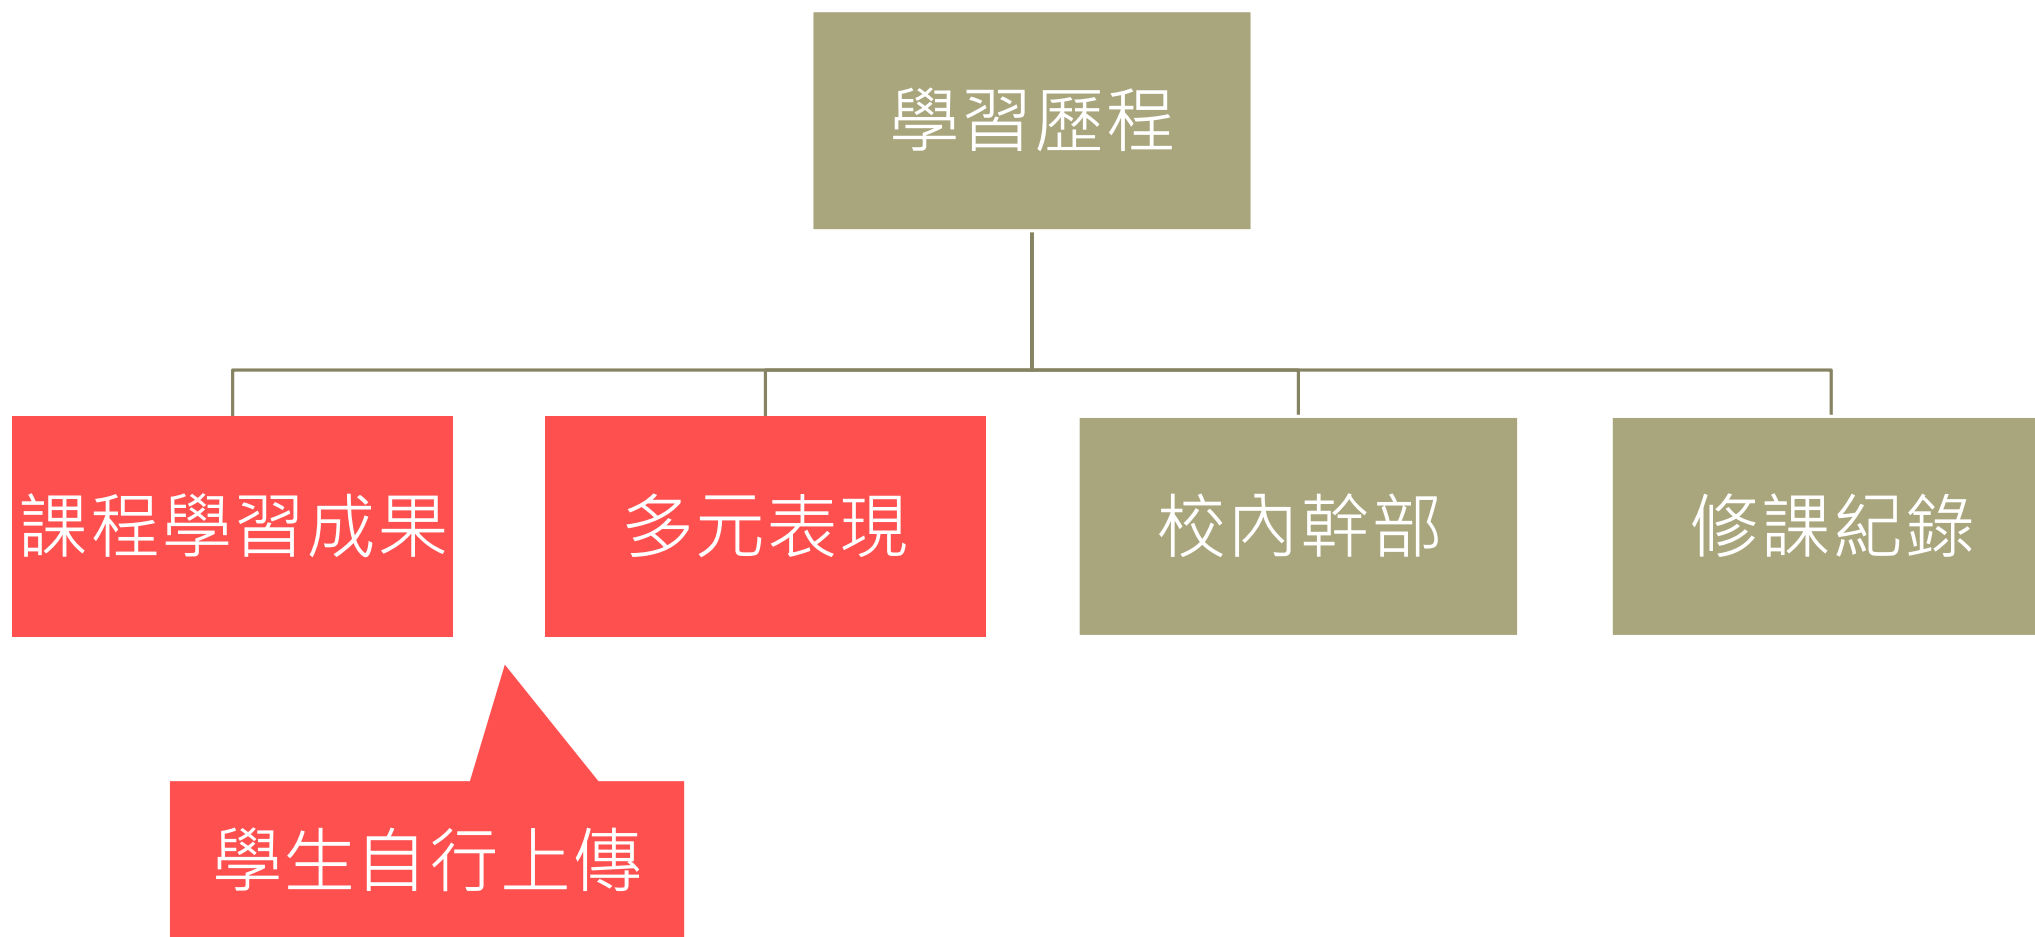 學習歷程
課程學習成果
多元表現
校內幹部
修課紀錄
學生自行上傳